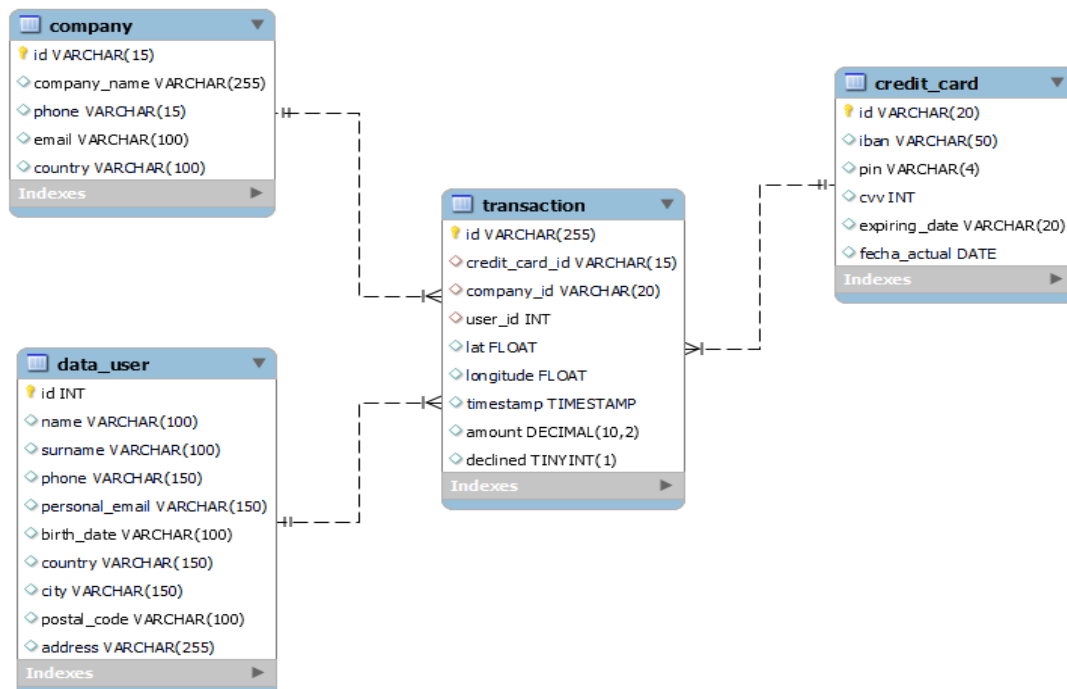 company
id VARCHAR(15)
company_name VARCHAR(255)
phone VARCHAR(15)
email VARCHAR(100)
country VARCHAR(100)
Indexes
credit_card
id VARCHAR(20)
iban VARCHAR(50)
pin VARCHAR(4)
cvv INT
expiring_date VARCHAR(20)
fecha_actual DATE
Indexes
transaction
id VARCHAR(255)
credit_card_id VARCHAR(15)
company_id VARCHAR(20)
user_id INT
lat FLOAT
longitude FLOAT
timestamp TIMESTAMP
amount DECIMAL(10,2)
declined TINYINT(1)
Indexes
data_user
id INT
name VARCHAR(100)
surname VARCHAR(100)
phone VARCHAR(150)
personal_email VARCHAR(150)
birth_date VARCHAR(100)
country VARCHAR(150)
city VARCHAR(150)
postal_code VARCHAR(100)
address VARCHAR(255)
Indexes